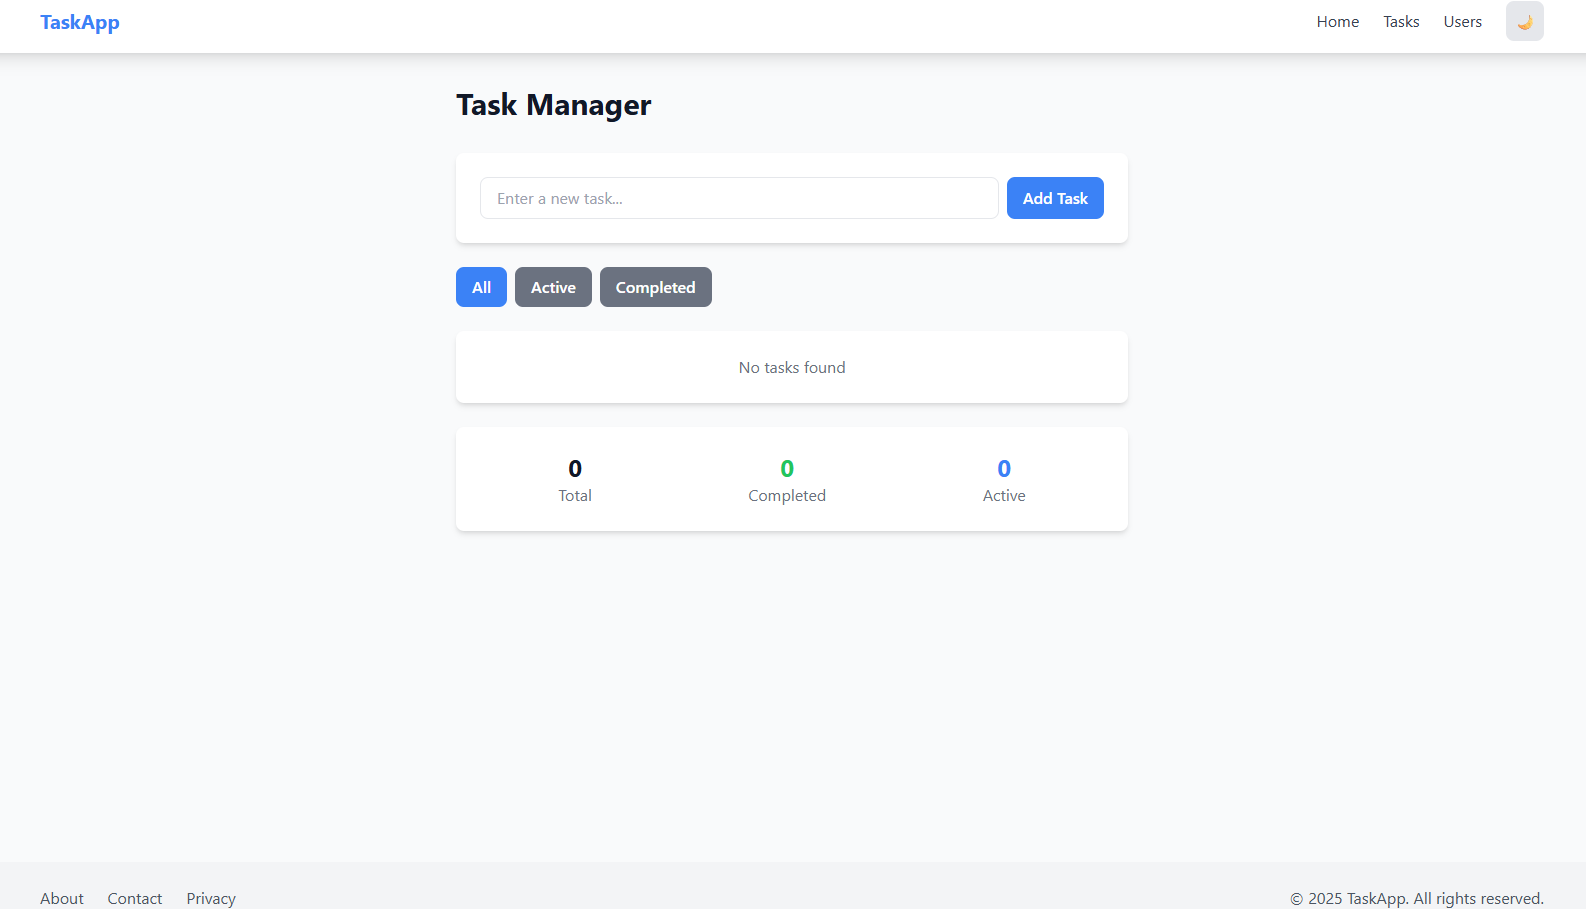 TaskApp
Home Tasks Users
Task Manager
Enter a new task...
Add Task
All Active Completed
No tasks found
0 0 0
Total Completed Active
About Contact Privacy
© 2025 TaskApp. All rights reserved.